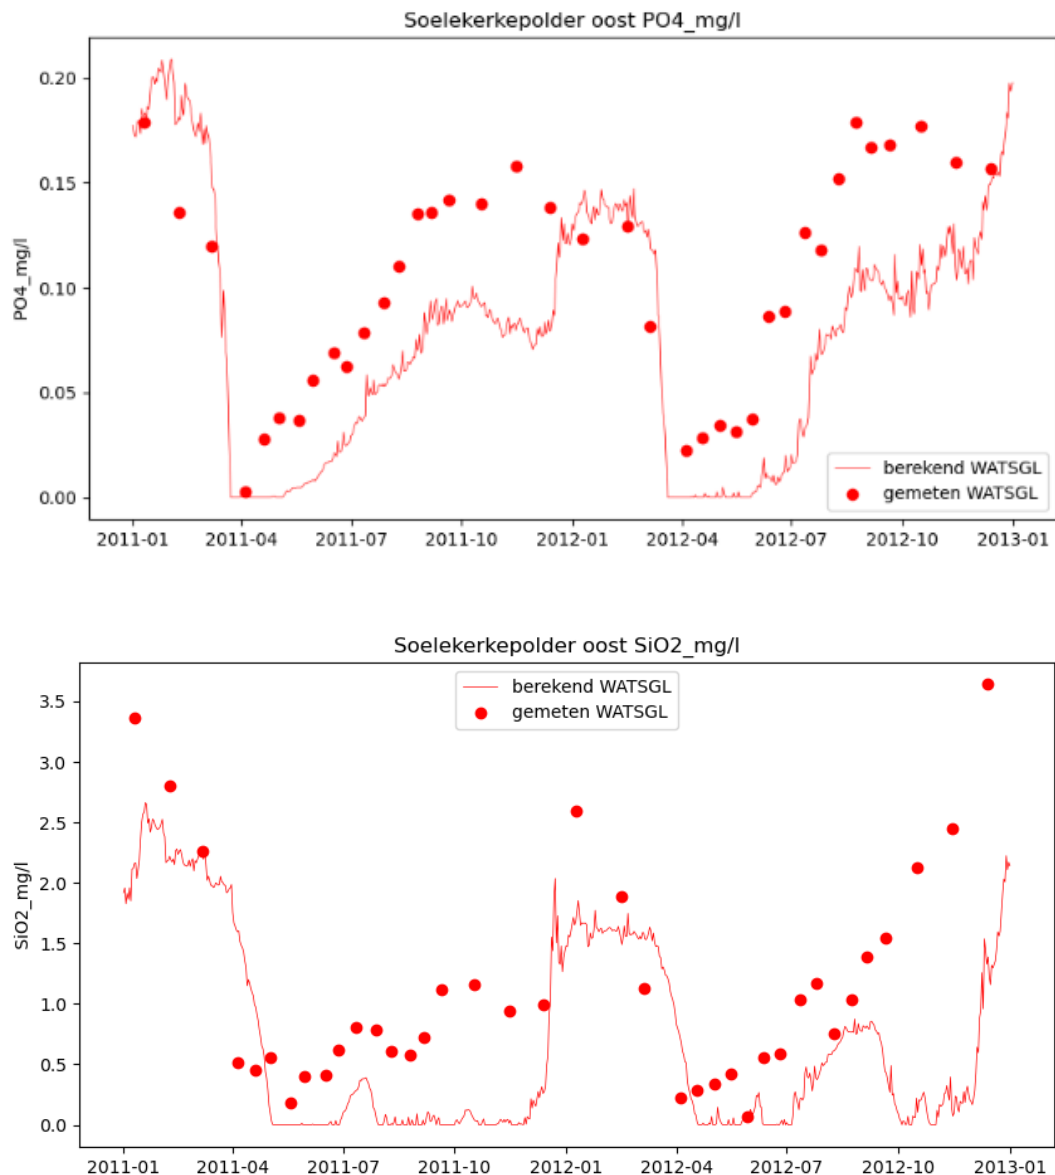 Soelekerkepolder oost PO4_mg/l
PO4_mg/l
0.20
0.15
0.10
0.05
0.00
berekend WATSGL
gemeten WATSGL
2011-01 2011-04 2011-07 2011-10 2012-01 2012-04 2012-07 2012-10 2013-01
Soelekerkepolder oost SiO2_mg/l
berekend WATSGL
gemeten WATSGL
SiO2_mg/l
3.5
3.0
2.5
2.0
1.5
1.0
0.5
0.0
2011-01 2011-04 2011-07 2011-10 2012-01 2012-04 2012-07 2012-10 2013-01